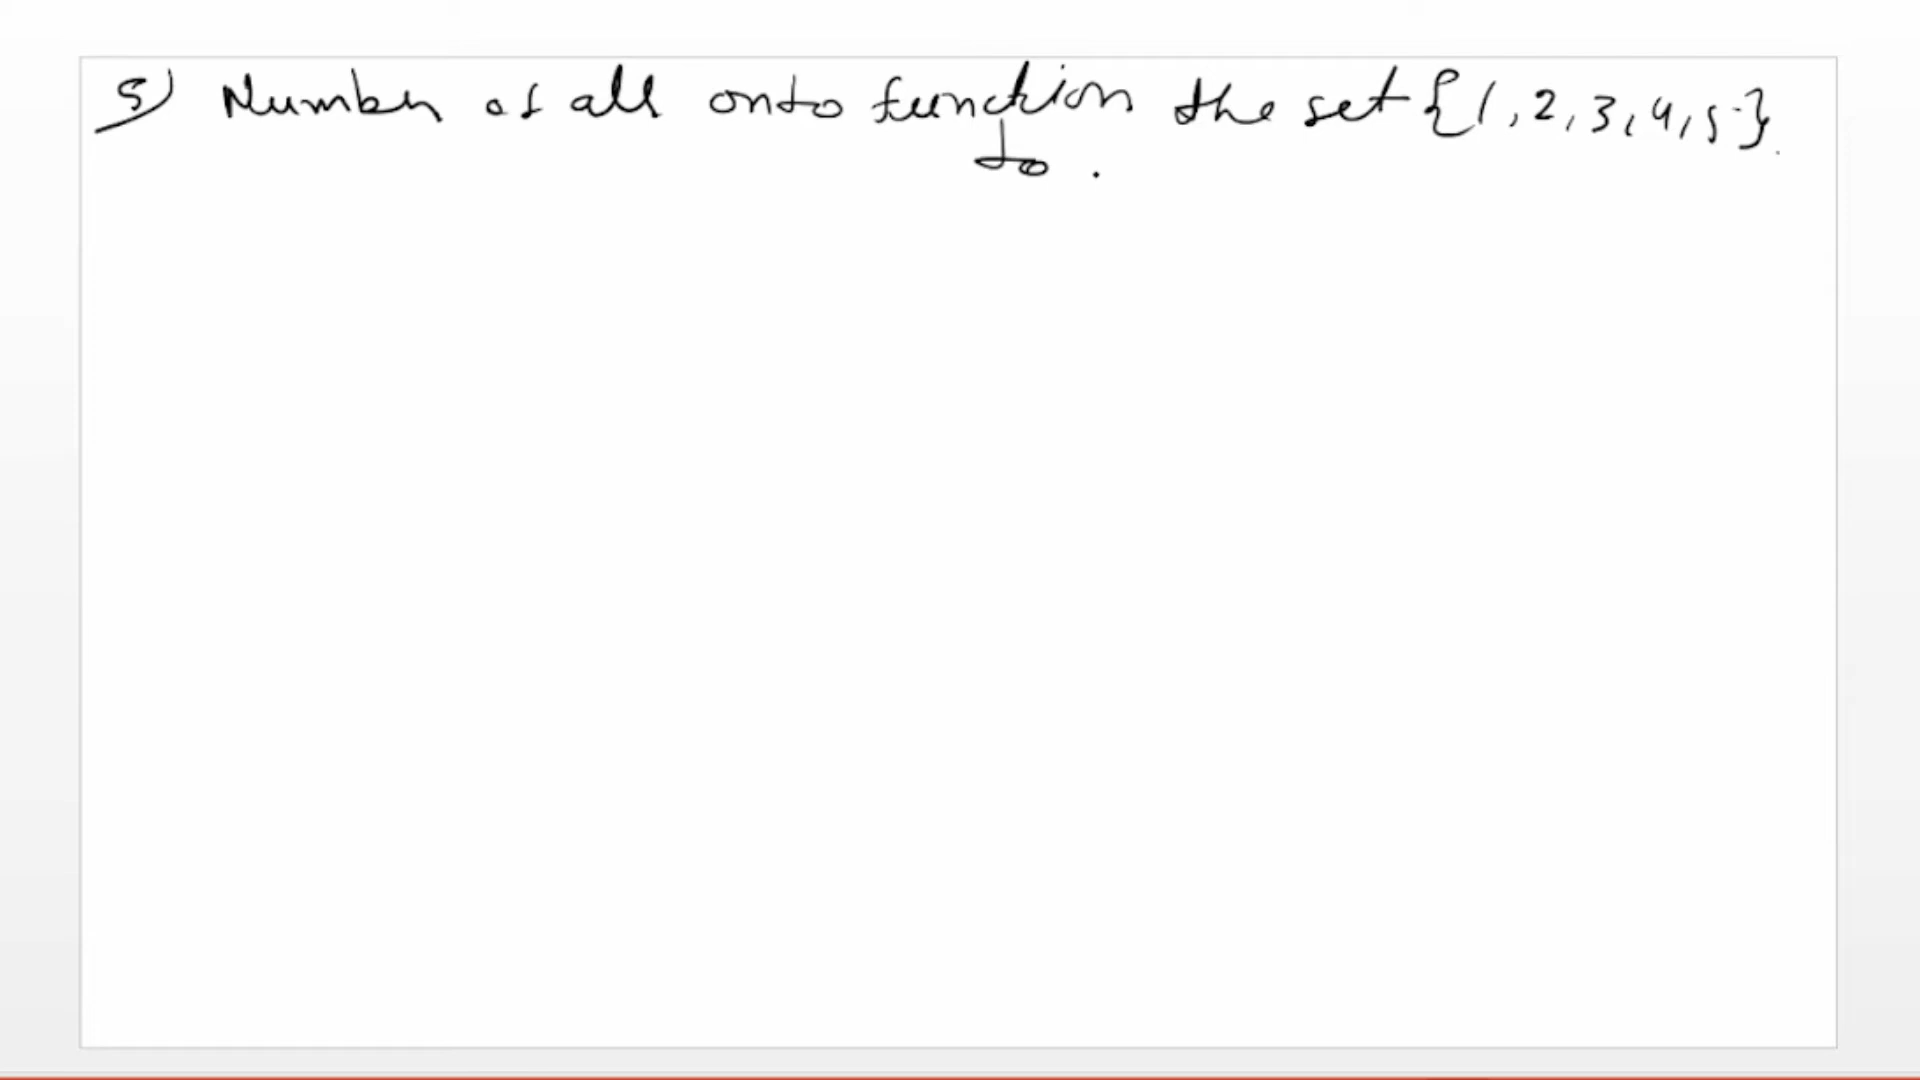 5) Number of all onto function the set {1, 2, 3, 4, 5}
to .